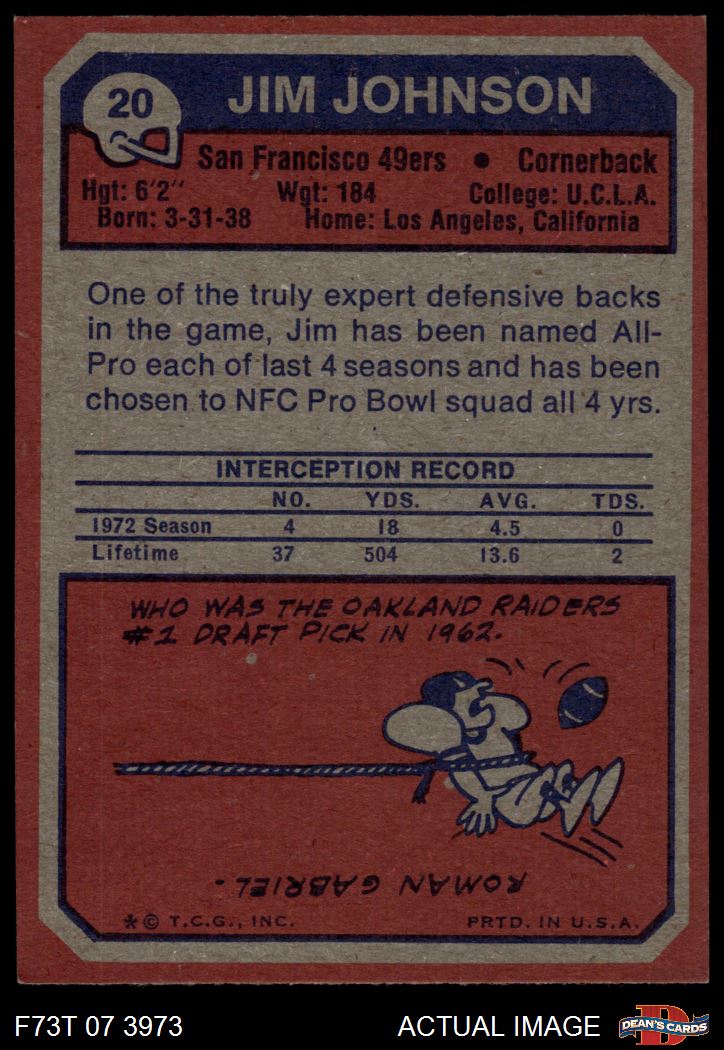 20
JIM JOHNSON
San Francisco 49ers • Cornerback
Hgt: 6'2" Wgt: 184 College: U.C.L.A.
Born: 3-31-38 Home: Los Angeles, California
One of the truly expert defensive backs
in the game, Jim has been named All-
Pro each of last 4 seasons and has been
chosen to NFC Pro Bowl squad all 4 yrs.
INTERCEPTION RECORD
NO. YDS. AVG. TDS.
1972 Season 4 18 4.5 0
Lifetime 37 504 13.6 2
WHO WAS THE OAKLAND RAIDERS
#1 DRAFT PICK IN 1962.
ROMAN GABRIEL.
* © T.C.G., INC. PRTD. IN U.S.A.
F73T 07 3973 ACTUAL IMAGE D DEAN'S CARDS